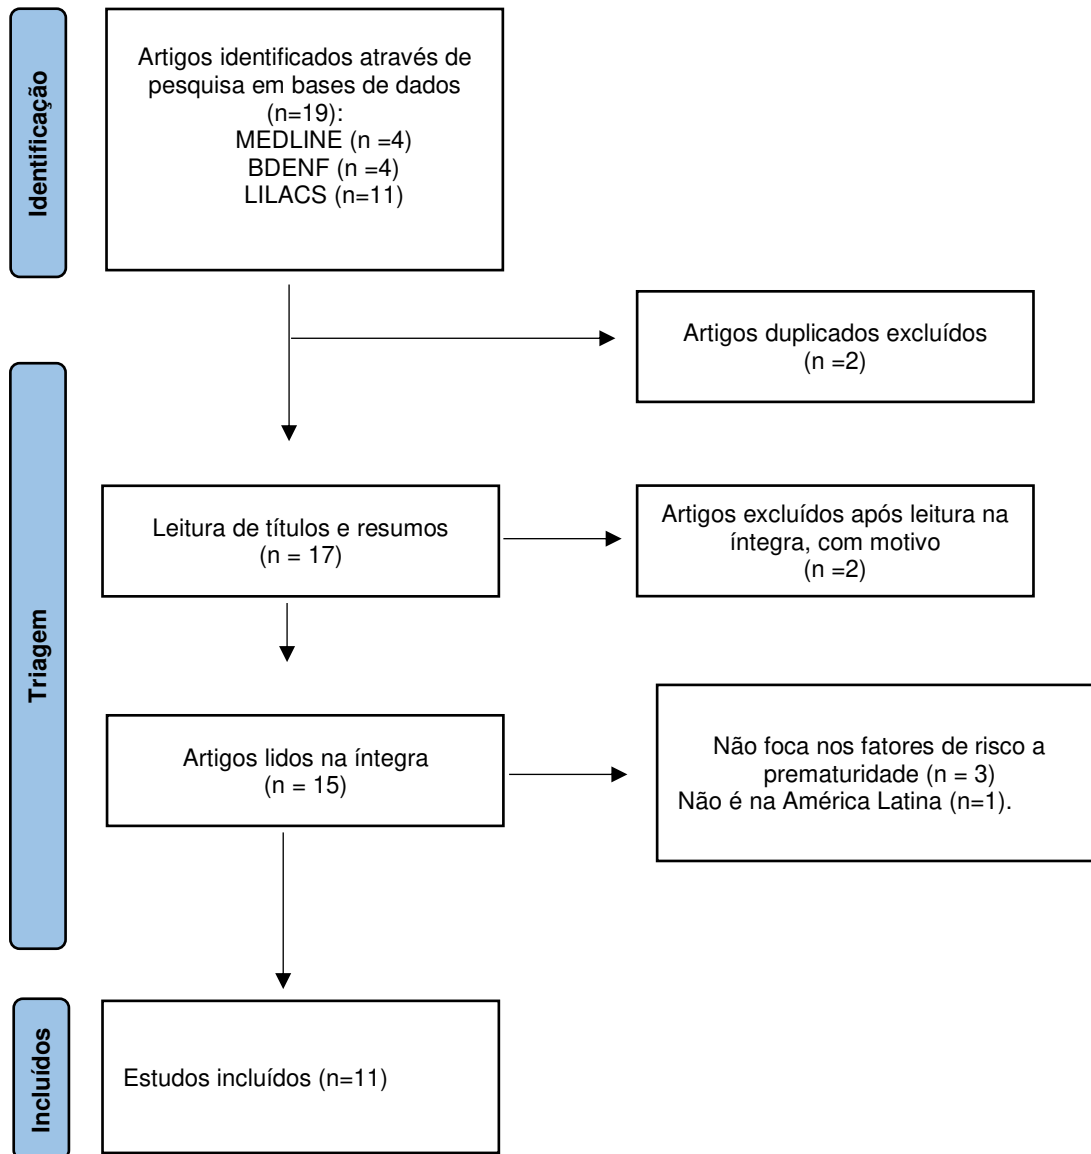 Identificação
Artigos identificados através de
pesquisa em bases de dados
(n=19):
MEDLINE (n =4)
BDENF (n =4)
LILACS (n=11)
Artigos duplicados excluídos
(n =2)
Triagem
Leitura de títulos e resumos
(n = 17)
Artigos excluídos após leitura na
íntegra, com motivo
(n =2)
Artigos lidos na íntegra
(n = 15)
Não foca nos fatores de risco a
prematuridade (n = 3)
Não é na América Latina (n=1).
Incluídos
Estudos incluídos (n=11)